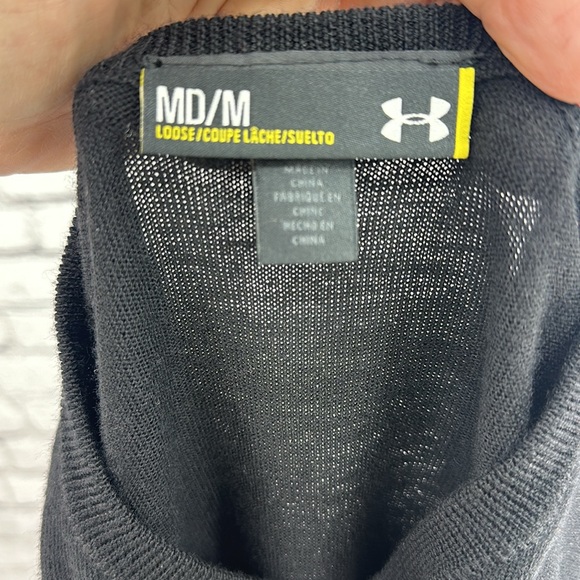 MD/M
LOOSE/COUPE LÂCHE/SUELTO
MADE IN
CHINA
FABRIQUÉ EN
CHINE
HECHO EN
CHINA